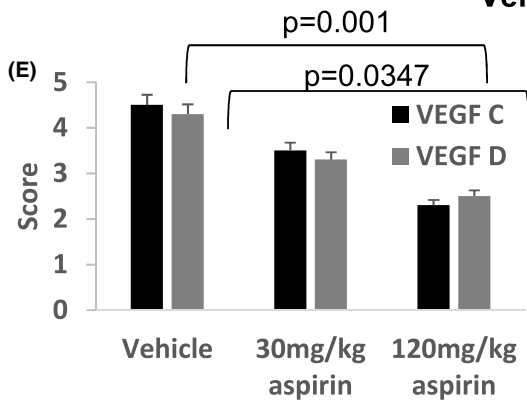 p=0.001
(E)
p=0.0347
5
4
3
2
1
0
Score
VEGF C
VEGF D
Vehicle
30mg/kg
aspirin
120mg/kg
aspirin